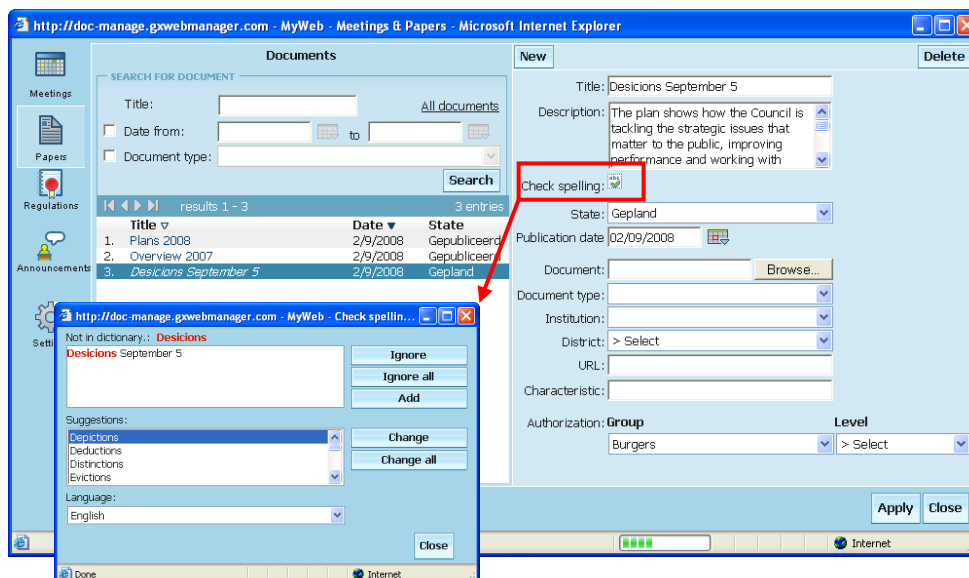 http://doc-manage.gxwebmanager.com - MyWeb - Meetings & Papers - Microsoft Internet Explorer
Meetings
Papers
Regulations
Announcements
Documents
SEARCH FOR DOCUMENT
Title:
All documents
Date from:
to
Document type:
Search
results 1 - 3
3 entries
Title Date State
1. Plans 2008 2/9/2008 Gepubliceerd
2. Overview 2007 2/9/2008 Gepubliceerd
3. Desicions September 5 2/9/2008 Gepland
New
Delete
Title: Desicions September 5
Description: The plan shows how the Council is
tackling the strategic issues that
matter to the public, improving
performance and working with
Check spelling:
abc
State: Gepland
Publication date 02/09/2008
Document:
Browse...
Document type:
Institution:
District: > Select
URL:
Characteristic:
Authorization: Group Level
Burgers > Select
Apply Close
Internet
http://doc-manage.gxwebmanager.com - MyWeb - Check spellin...
Not in dictionary.: Desicions
Desicions September 5
Ignore
Ignore all
Add
Suggestions:
Depictions
Deductions
Distinctions
Evictions
Change
Change all
Language:
English
Close
Done
Internet